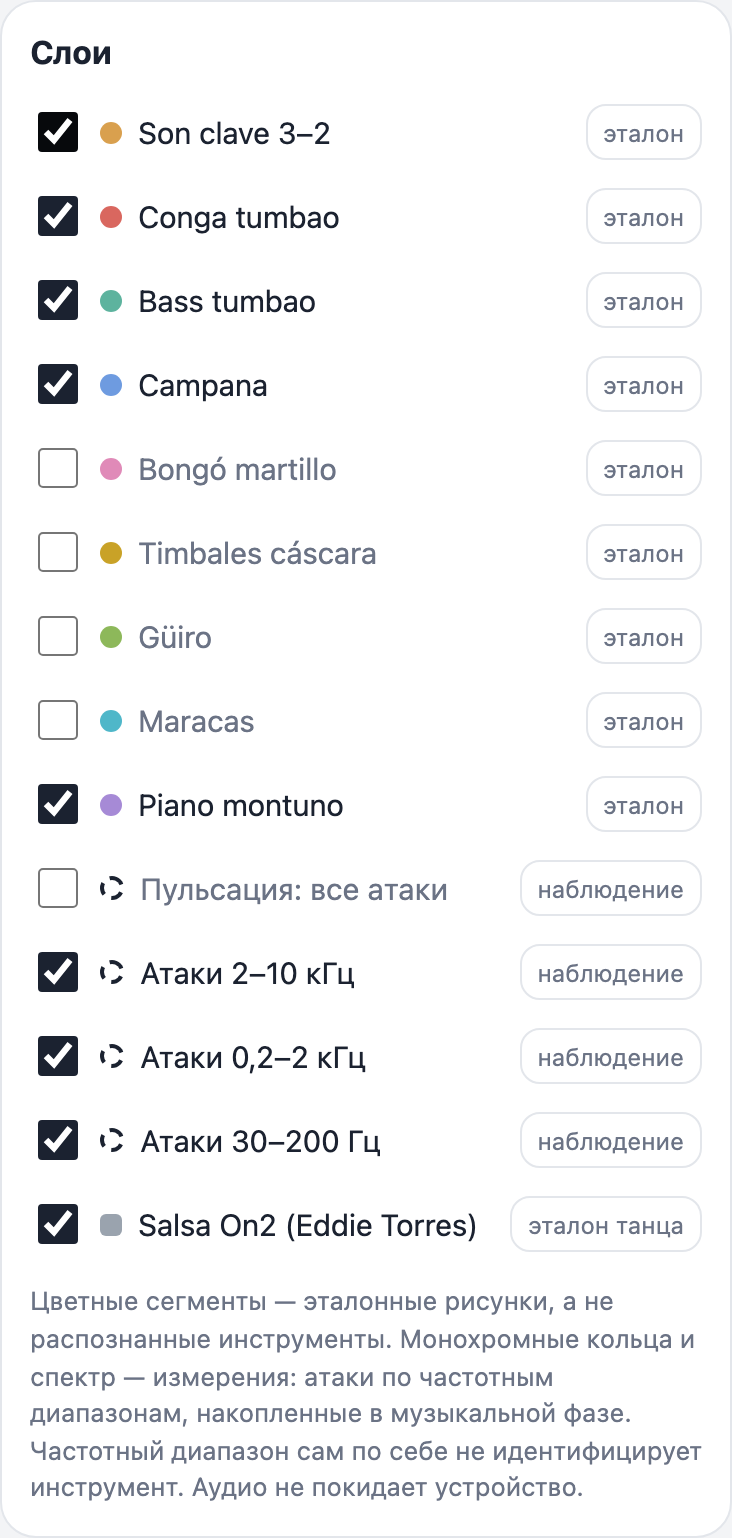 Слои
Son clave 3–2 эталон
Conga tumbao эталон
Bass tumbao эталон
Campana эталон
Bongó martillo эталон
Timbales cáscara эталон
Güiro эталон
Maracas эталон
Piano montuno эталон
Пульсация: все атаки наблюдение
Атаки 2–10 кГц наблюдение
Атаки 0,2–2 кГц наблюдение
Атаки 30–200 Гц наблюдение
Salsa On2 (Eddie Torres) эталон танца
Цветные сегменты — эталонные рисунки, а не
распознанные инструменты. Монохромные кольца и
спектр — измерения: атаки по частотным
диапазонам, накопленные в музыкальной фазе.
Частотный диапазон сам по себе не идентифицирует
инструмент. Аудио не покидает устройство.